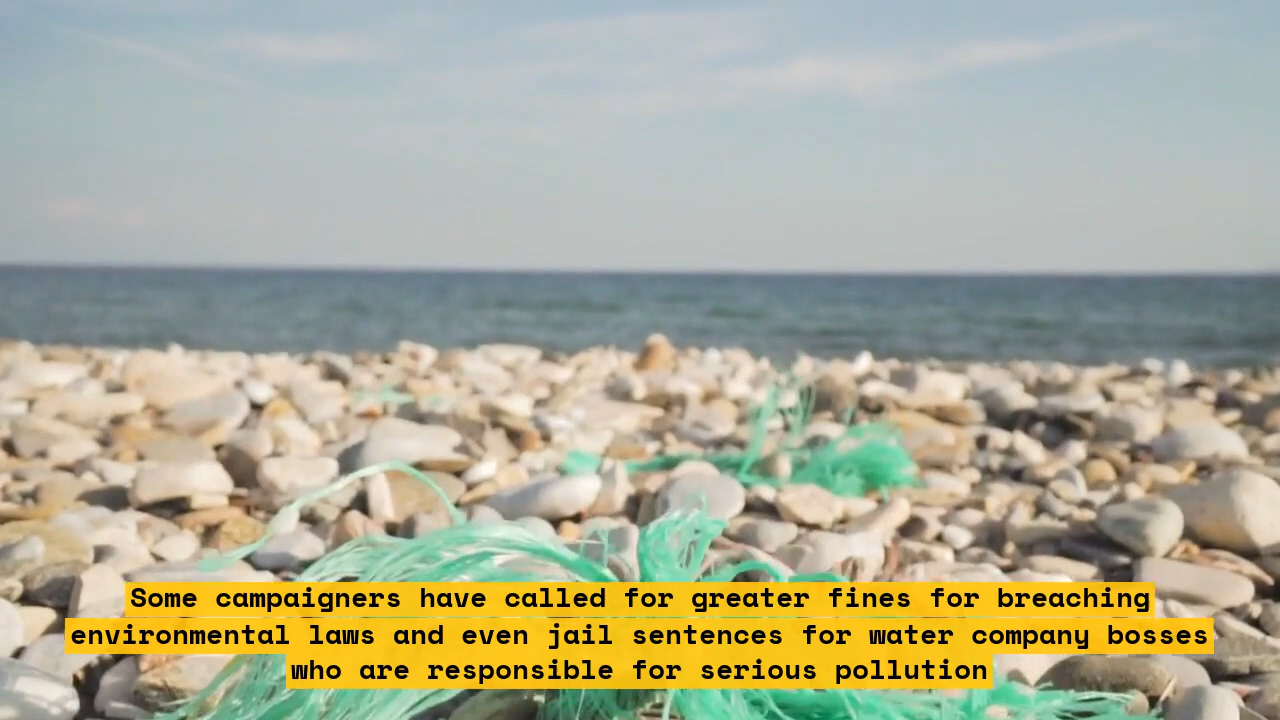 Some campaigners have called for greater fines for breaching
environmental laws and even jail sentences for water company bosses
who are responsible for serious pollution